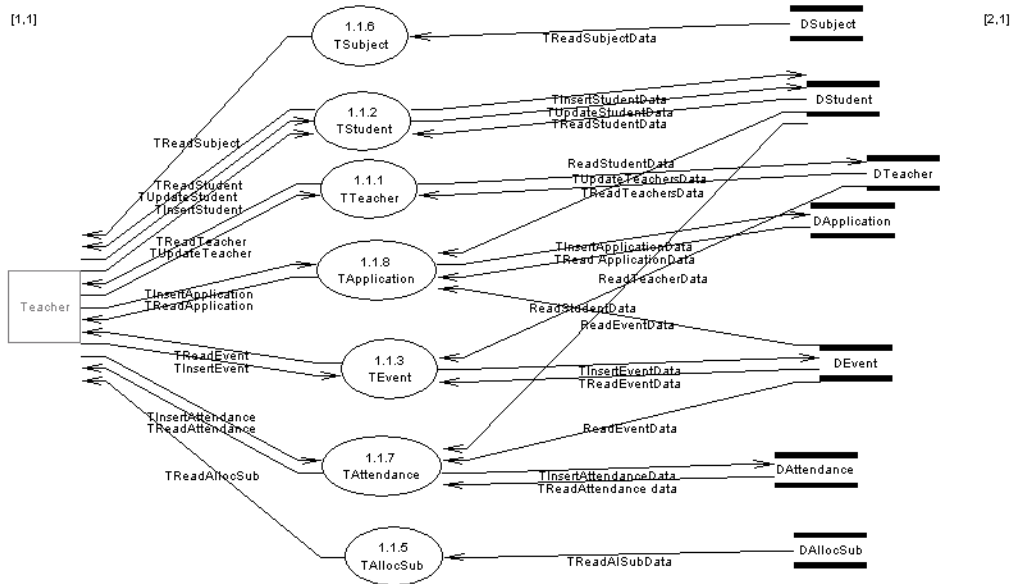 [1,1]
[2,1]
1.1.6
TSubject
DSubject
TReadSubjectData
1.1.2
TStudent
DStudent
TInsertStudentData
TUpdateStudentData
TReadStudentData
TReadSubject
TReadStudent
TUpdateStudent
TInsertStudent
1.1.1
TTeacher
DTeacher
ReadStudentData
TUpdateTeachersData
TReadTeachersData
TReadTeacher
TUpdateTeacher
DApplication
TInsertApplicationData
TRead ApplicationData
1.1.8
TApplication
ReadTeacherData
Teacher
TInsertApplication
TReadApplication
ReadStudentData
ReadEventData
TReadEvent
TInsertEvent
1.1.3
TEvent
DEvent
TInsertEventData
TReadEventData
TInsertAttendance
TReadAttendance
ReadEventData
1.1.7
TAttendance
DAttendance
TInsertAttendanceData
TReadAttendance data
TReadAllocSub
1.1.5
TAllocSub
DAllocSub
TReadAlSubData